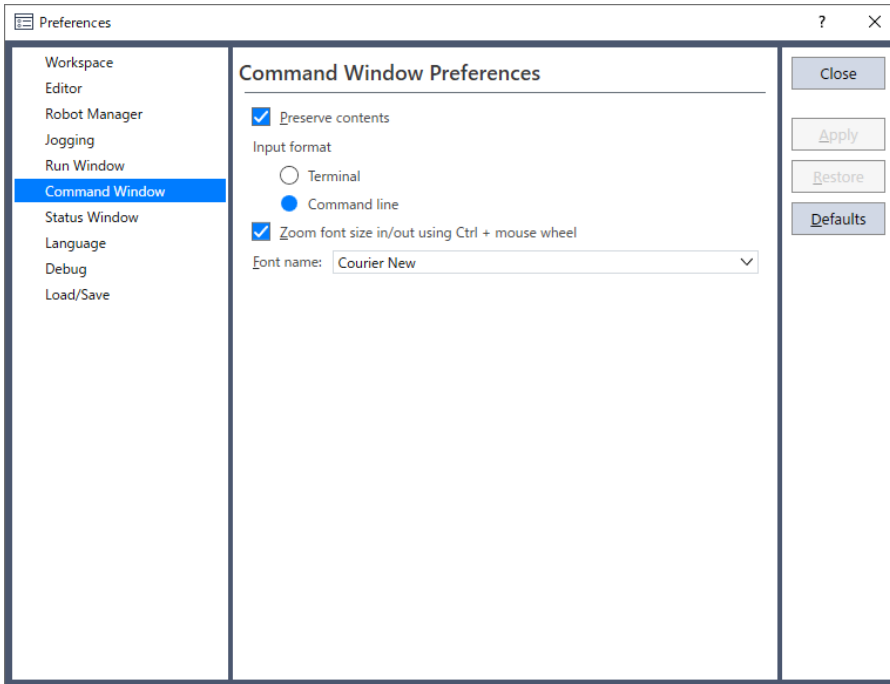 Preferences
?
Workspace
Editor
Robot Manager
Jogging
Run Window
Command Window
Status Window
Language
Debug
Load/Save
Command Window Preferences
Preserve contents
Input format
Terminal
Command line
Zoom font size in/out using Ctrl + mouse wheel
Font name: Courier New
Close
Apply
Restore
Defaults